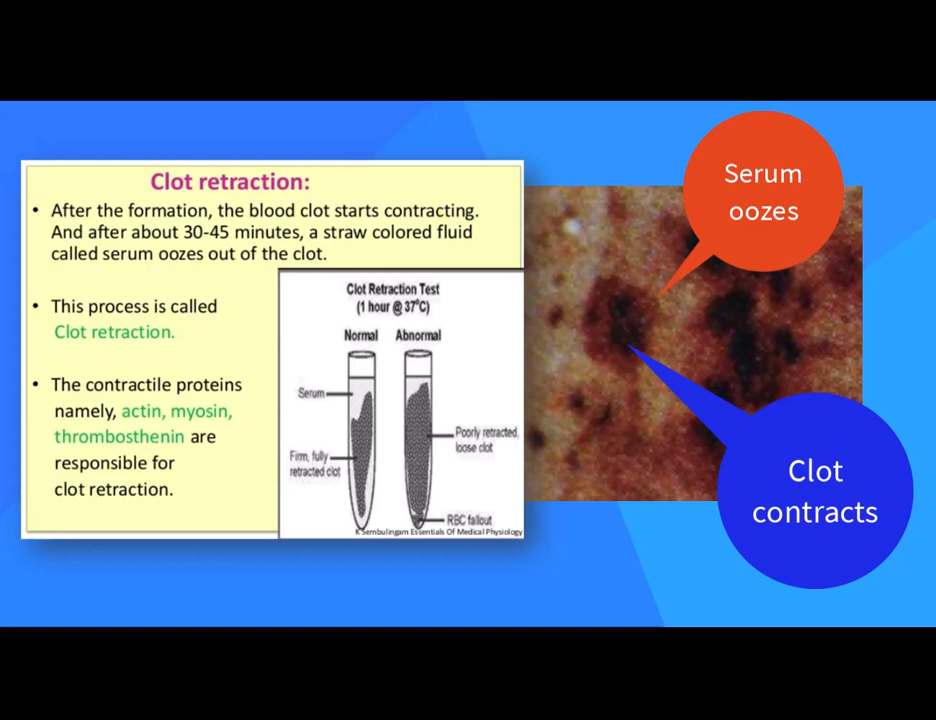 Clot retraction:
• After the formation, the blood clot starts contracting.
And after about 30-45 minutes, a straw colored fluid
called serum oozes out of the clot.
• This process is called
Clot retraction.
• The contractile proteins
namely, actin, myosin,
thrombosthenin are
responsible for
clot retraction.
Clot Retraction Test
(1 hour @ 37°C)
Normal Abnormal
Serum
Firm, fully
retracted clot
Poorly retracted,
loose clot
RBC fallout
K Sembulingam Essentials Of Medical Physiology
Serum
oozes
Clot
contracts